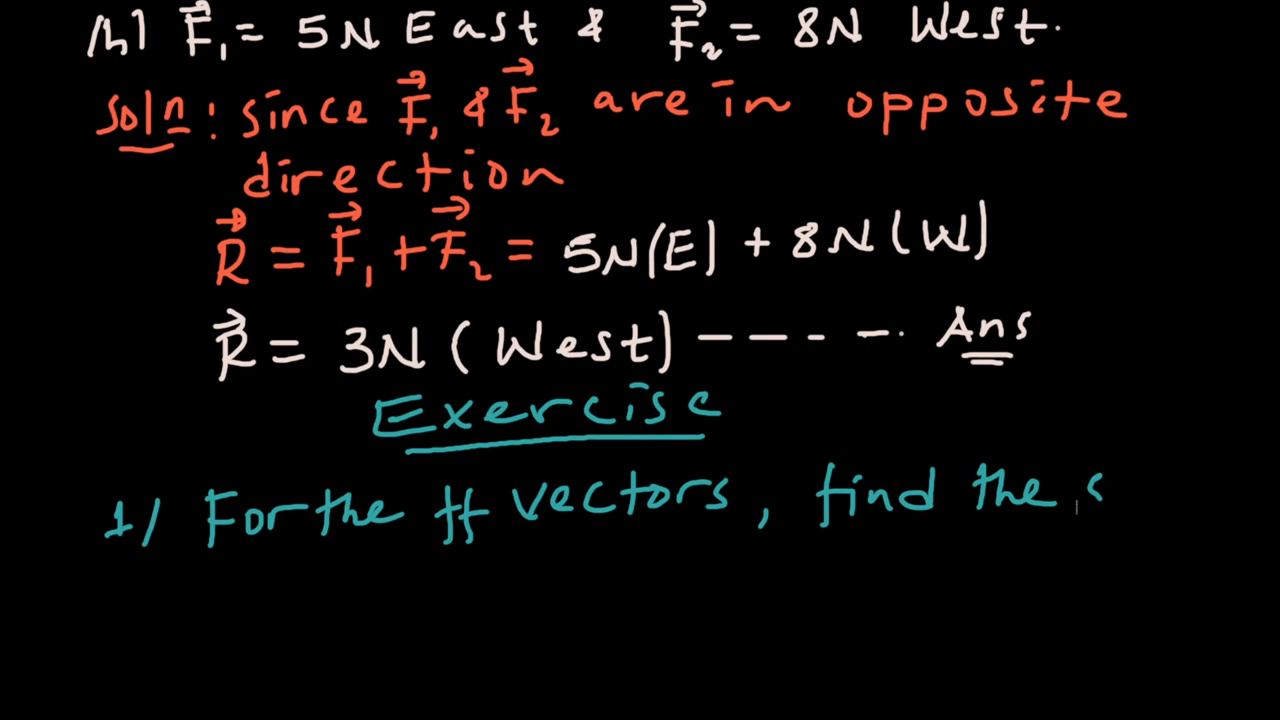 h) F⃗₁ = 5N East & F⃗₂ = 8N West.
Soln: since F⃗₁ & F⃗₂ are in opposite
direction
R⃗ = F⃗₁ + F⃗₂ = 5N(E) + 8N(W)
R⃗ = 3N (West) ---- -. Ans
Exercise
1/ For the ff vectors, find the